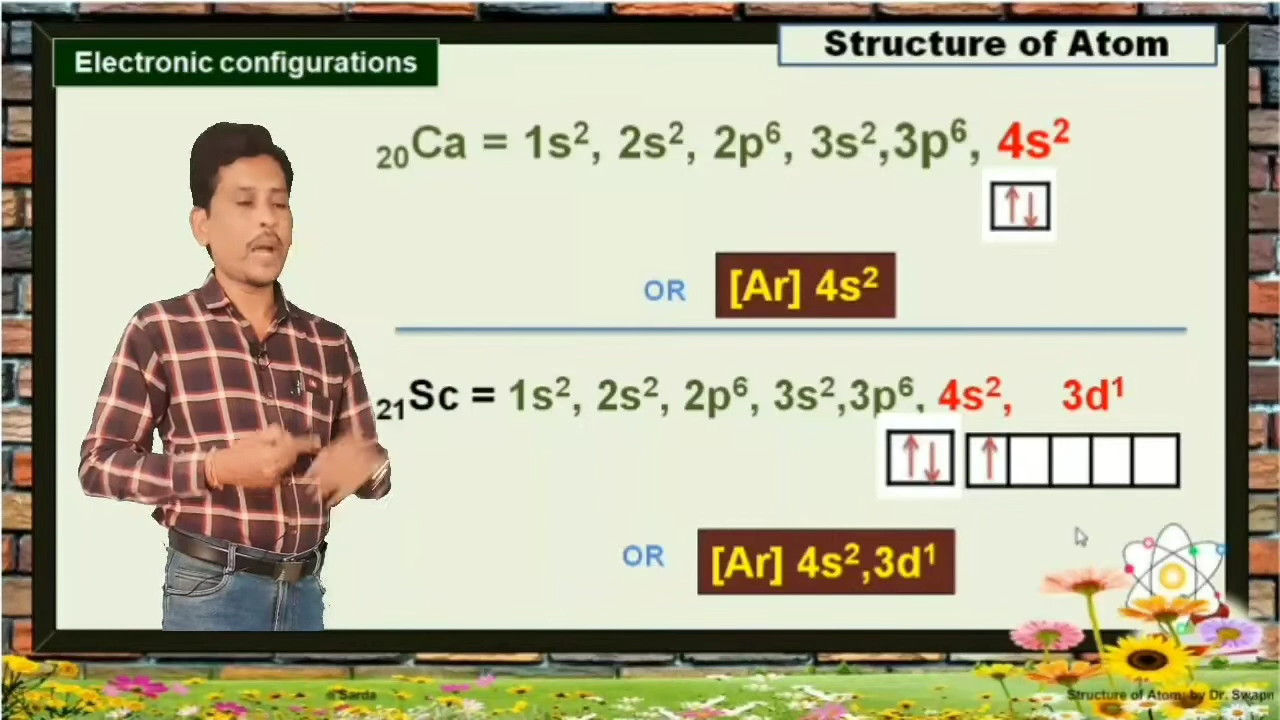 Structure of Atom
Electronic configurations
₂₀Ca = 1s², 2s², 2p⁶, 3s²,3p⁶, 4s²
↑↓
OR [Ar] 4s²
₂₁Sc = 1s², 2s², 2p⁶, 3s²,3p⁶, 4s², 3d¹
↑↓ ↑
OR [Ar] 4s²,3d¹
Sarda
Structure of Atom: by Dr. Swapn